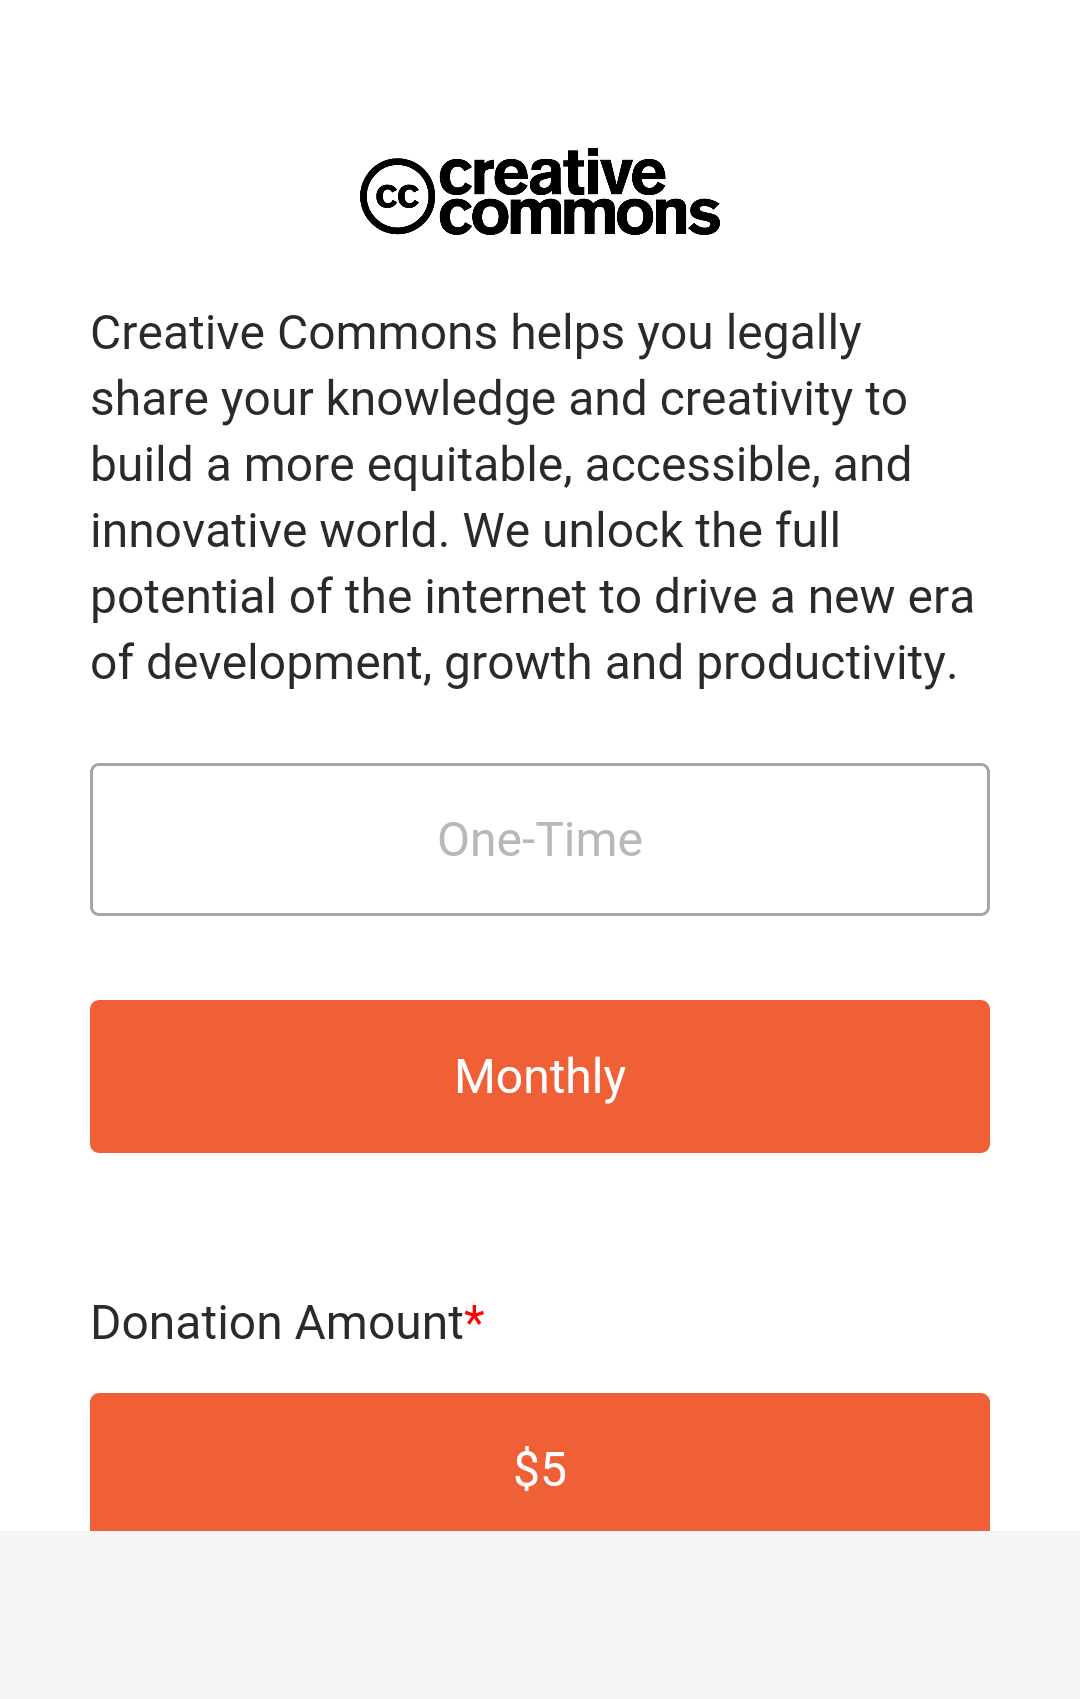 cc creative
commons
Creative Commons helps you legally
share your knowledge and creativity to
build a more equitable, accessible, and
innovative world. We unlock the full
potential of the internet to drive a new era
of development, growth and productivity.
One-Time
Monthly
Donation Amount*
$5